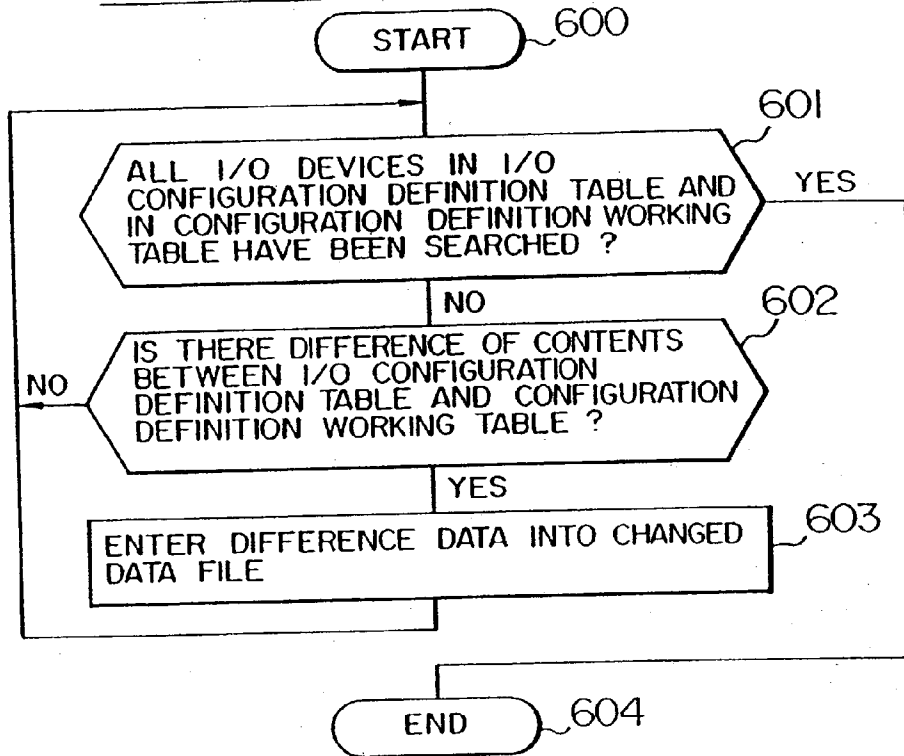 START
600
601
ALL I/O DEVICES IN I/O
CONFIGURATION DEFINITION TABLE AND
IN CONFIGURATION DEFINITION WORKING
TABLE HAVE BEEN SEARCHED ?
YES
NO
602
IS THERE DIFFERENCE OF CONTENTS
BETWEEN I/O CONFIGURATION
DEFINITION TABLE AND CONFIGURATION
DEFINITION WORKING TABLE ?
NO
YES
603
ENTER DIFFERENCE DATA INTO CHANGED
DATA FILE
END
604